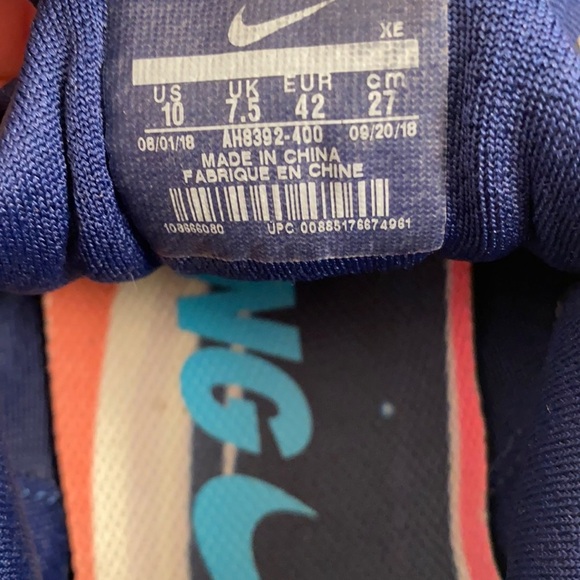 XE
US UK EUR cm
10 7.5 42 27
08/01/18 AH8392-400 09/20/18
MADE IN CHINA
FABRIQUE EN CHINE
UPC 00885176674961
NG